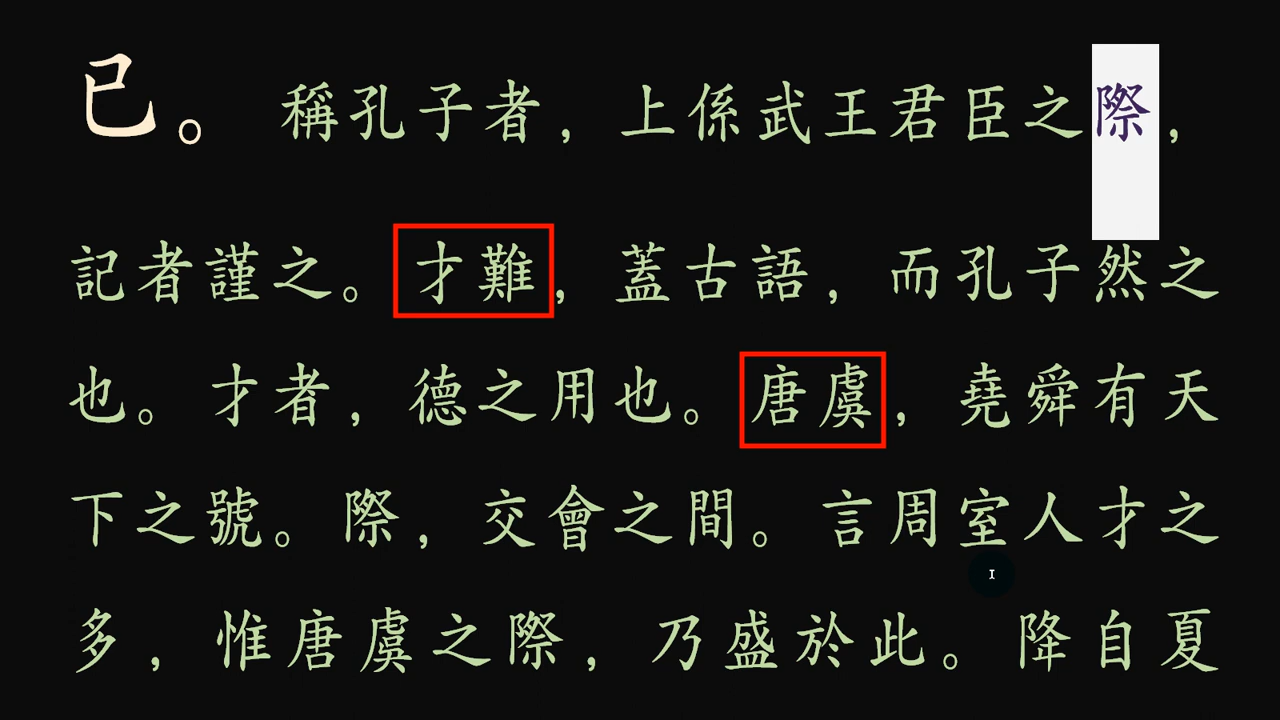 已。 稱孔子者，上係武王君臣之際，
記者謹之。才難，蓋古語，而孔子然之
也。才者，德之用也。唐虞，堯舜有天
下之號。際，交會之間。言周室人才之
多，惟唐虞之際，乃盛於此。降自夏